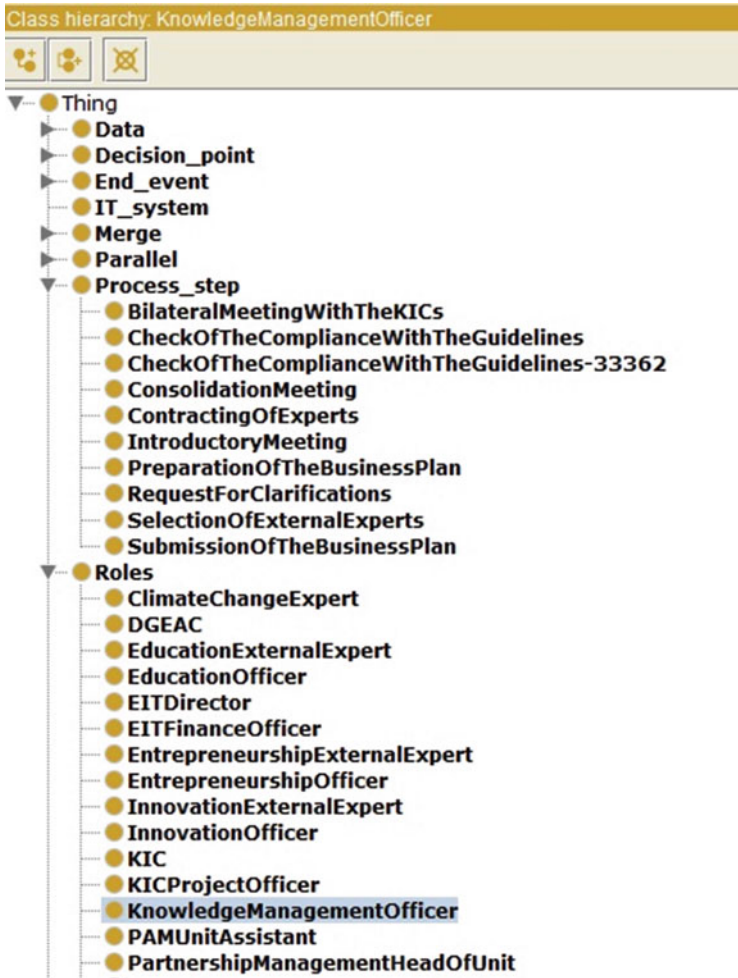 Class hierarchy: KnowledgeManagementOfficer
Thing
Data
Decision_point
End_event
IT_system
Merge
Parallel
Process_step
BilateralMeetingWithTheKICs
CheckOfTheComplianceWithTheGuidelines
CheckOfTheComplianceWithTheGuidelines-33362
ConsolidationMeeting
ContractingOfExperts
IntroductoryMeeting
PreparationOfTheBusinessPlan
RequestForClarifications
SelectionOfExternalExperts
SubmissionOfTheBusinessPlan
Roles
ClimateChangeExpert
DGEAC
EducationExternalExpert
EducationOfficer
EITDirector
EITFinanceOfficer
EntrepreneurshipExternalExpert
EntrepreneurshipOfficer
InnovationExternalExpert
InnovationOfficer
KIC
KICProjectOfficer
KnowledgeManagementOfficer
PAMUnitAssistant
PartnershipManagementHeadOfUnit